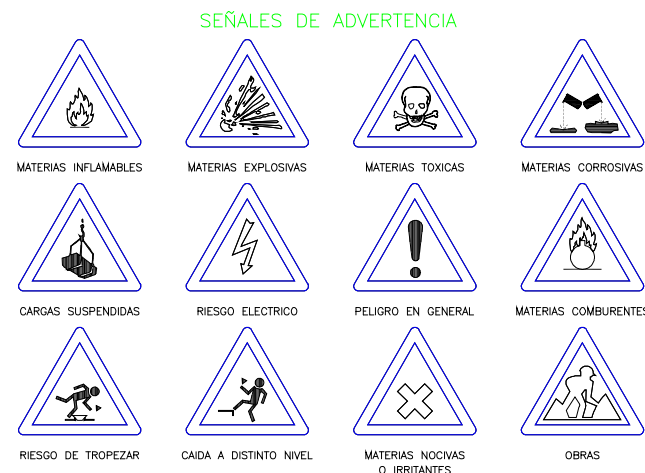 SEÑALES DE ADVERTENCIA
MATERIAS INFLAMABLES
MATERIAS EXPLOSIVAS
MATERIAS TOXICAS
MATERIAS CORROSIVAS
CARGAS SUSPENDIDAS
RIESGO ELECTRICO
PELIGRO EN GENERAL
MATERIAS COMBURENTES
RIESGO DE TROPEZAR
CAIDA A DISTINTO NIVEL
MATERIAS NOCIVAS
O IRRITANTES
OBRAS